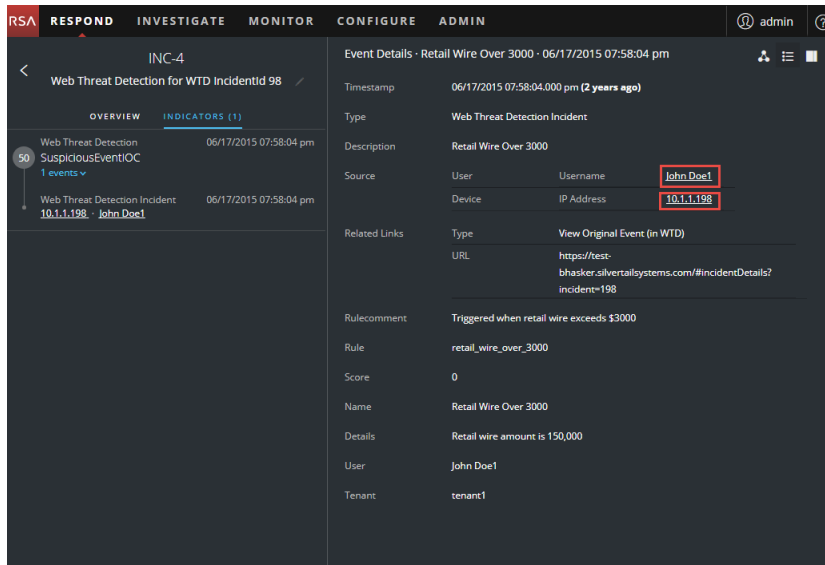 RSA RESPOND INVESTIGATE MONITOR CONFIGURE ADMIN admin
INC-4
Web Threat Detection for WTD IncidentId 98
OVERVIEW INDICATORS (1)
Web Threat Detection 06/17/2015 07:58:04 pm
50 SuspiciousEventIOC
1 events
Web Threat Detection Incident 06/17/2015 07:58:04 pm
10.1.1.198 · John Doe1
Event Details · Retail Wire Over 3000 · 06/17/2015 07:58:04 pm
Timestamp 06/17/2015 07:58:04.000 pm (2 years ago)
Type Web Threat Detection Incident
Description Retail Wire Over 3000
Source User Username John Doe1
Device IP Address 10.1.1.198
Related Links Type View Original Event (in WTD)
URL https://test-
bhasker.silvertailsystems.com/#incidentDetails?
incident=198
Rulecomment Triggered when retail wire exceeds $3000
Rule retail_wire_over_3000
Score 0
Name Retail Wire Over 3000
Details Retail wire amount is 150,000
User John Doe1
Tenant tenant1